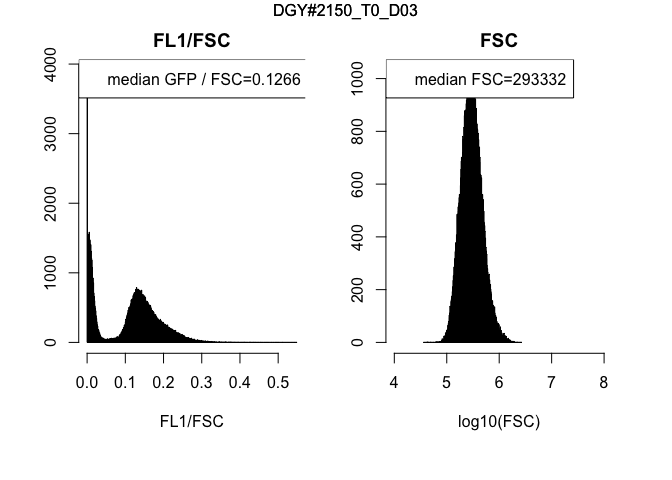 DGY#2150_T0_D03
FL1/FSC
median GFP / FSC=0.1266
0 1000 2000 3000 4000
0.0 0.1 0.2 0.3 0.4 0.5
FL1/FSC
FSC
median FSC=293332
0 200 400 600 800 1000
4 5 6 7 8
log10(FSC)